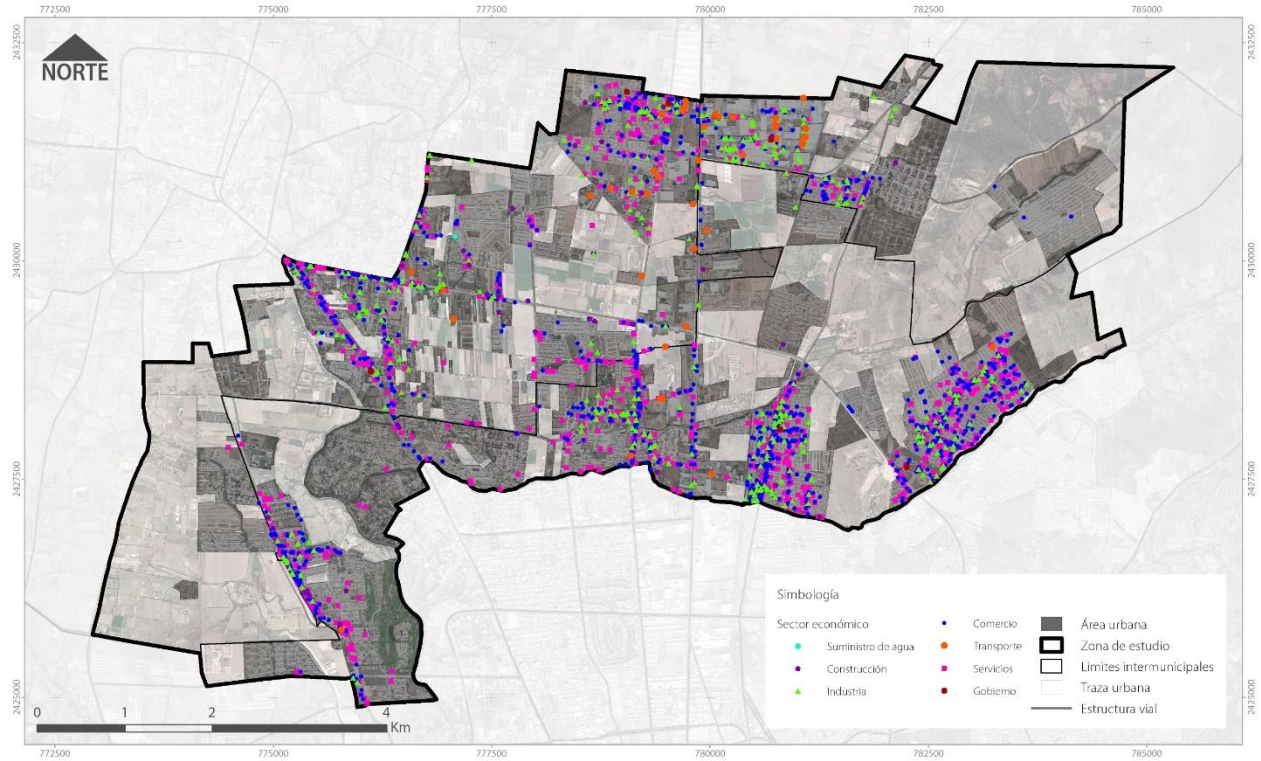 772500 775000 777500 780000 782500 785000
2432500 2432500
NORTE
2430000 2430000
2427500 2427500
Simbología
Sector económico
Suministro de agua
Construcción
Industria
Comercio
Transporte
Servicios
Gobierno
Área urbana
Zona de estudio
Limites intermunicipales
Traza urbana
Estructura vial
2425000 2425000
0 1 2 4
Km
772500 775000 777500 780000 782500 785000